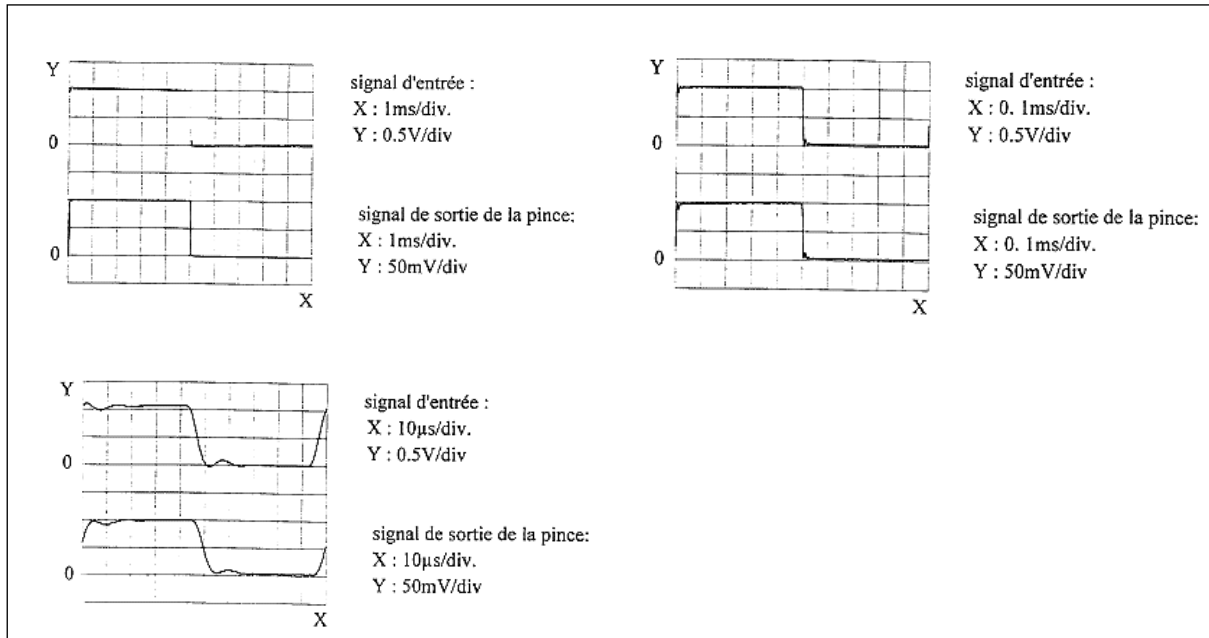 Y
signal d'entrée :
X : 1ms/div.
Y : 0.5V/div
0
signal de sortie de la pince:
X : 1ms/div.
Y : 50mV/div
0
X
Y
signal d'entrée :
X : 0. 1ms/div.
Y : 0.5V/div
0
signal de sortie de la pince:
X : 0. 1ms/div.
Y : 50mV/div
0
X
Y
signal d'entrée :
X : 10µs/div.
Y : 0.5V/div
0
signal de sortie de la pince:
X : 10µs/div.
Y : 50mV/div
0
X